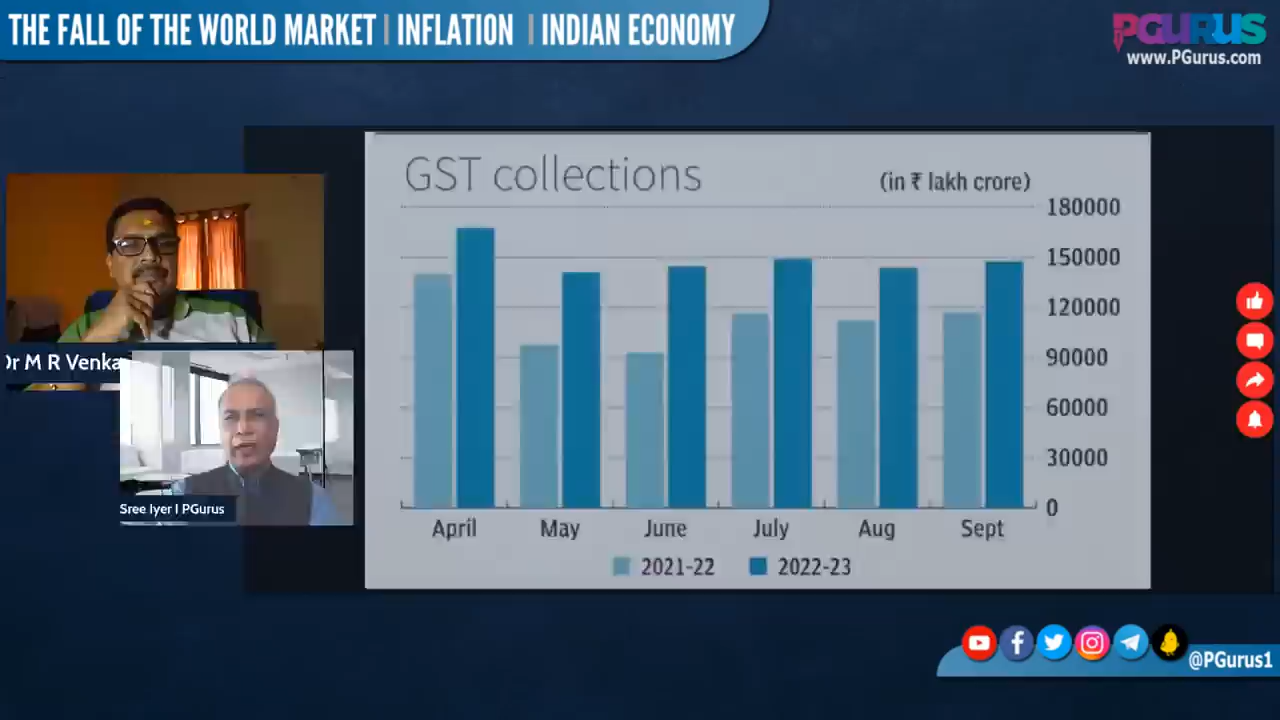 THE FALL OF THE WORLD MARKET | INFLATION | INDIAN ECONOMY
PGURUS
www.PGurus.com
GST collections
(in ₹ lakh crore)
180000
150000
120000
90000
60000
30000
0
April May June July Aug Sept
2021-22 2022-23
Dr M R Venka
Sree Iyer I PGurus
@PGurus1